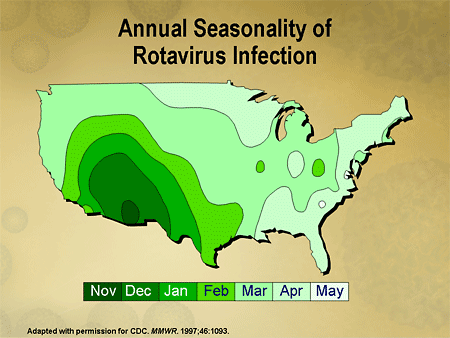 Annual Seasonality of
Rotavirus Infection
Nov Dec Jan Feb Mar Apr May
Adapted with permission for CDC. MMWR. 1997;46:1093.